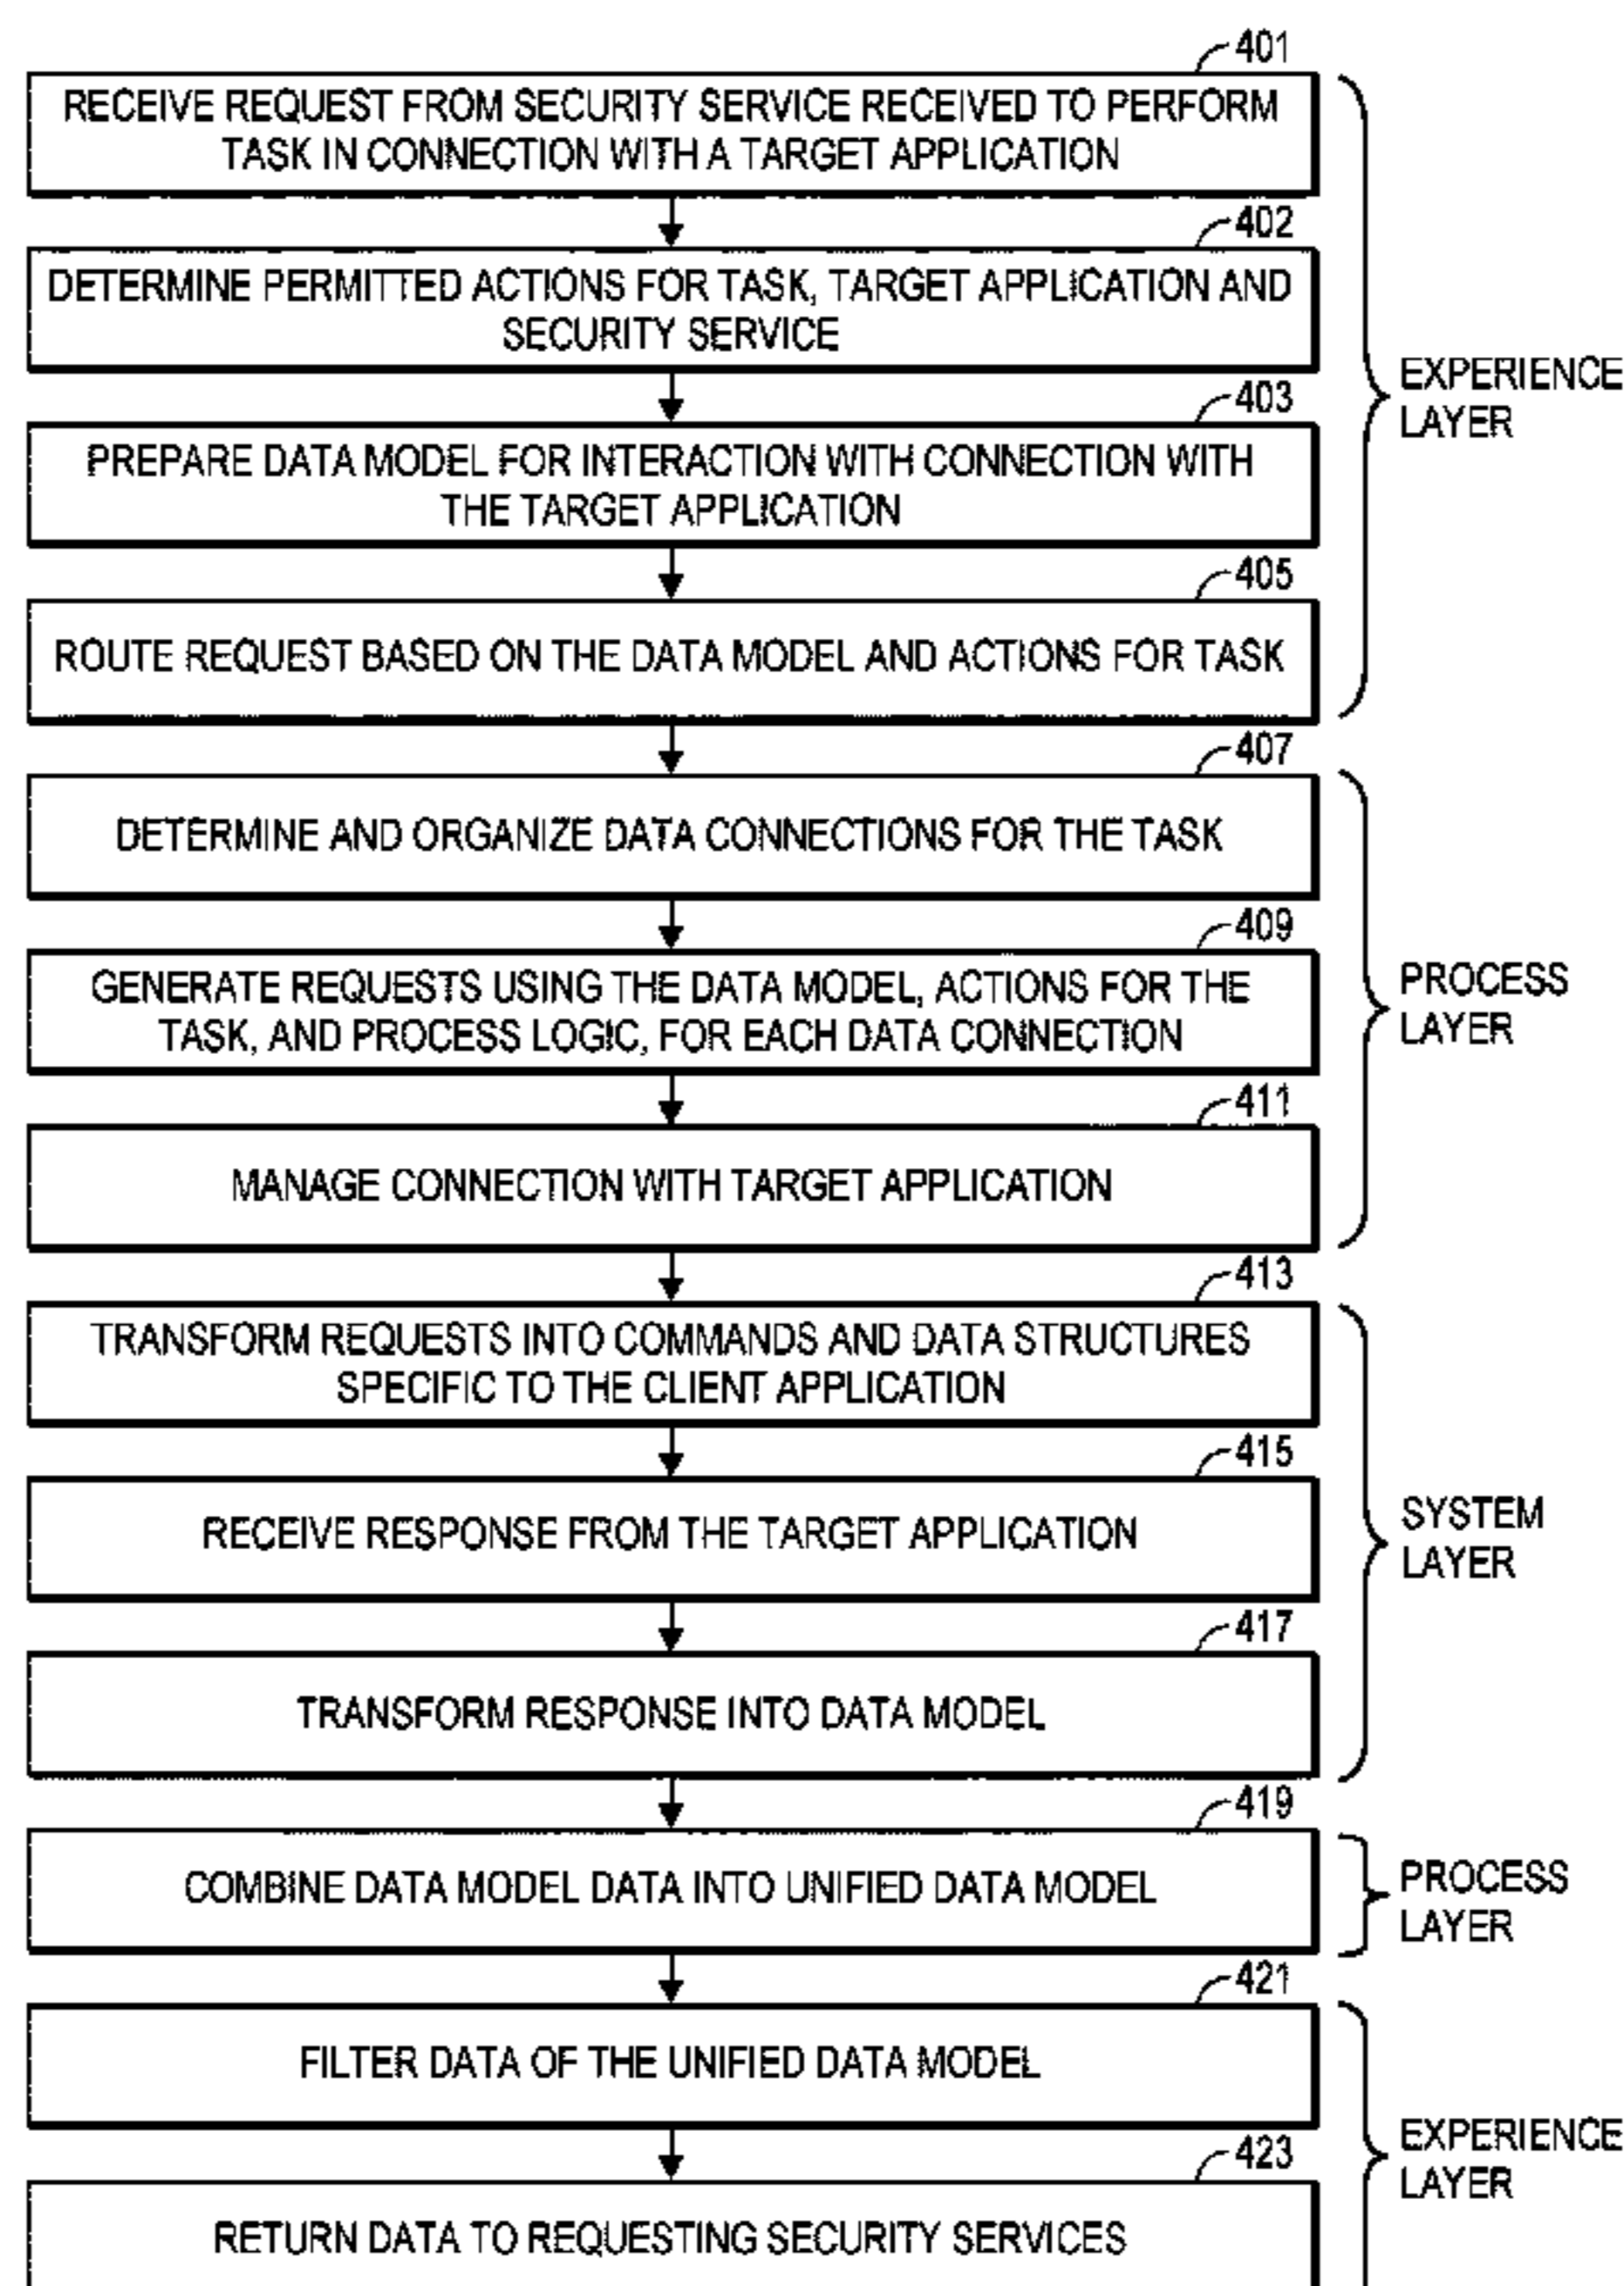 401
RECEIVE REQUEST FROM SECURITY SERVICE RECEIVED TO PERFORM
TASK IN CONNECTION WITH A TARGET APPLICATION
402
DETERMINE PERMITTED ACTIONS FOR TASK, TARGET APPLICATION AND
SECURITY SERVICE
403
PREPARE DATA MODEL FOR INTERACTION WITH CONNECTION WITH
THE TARGET APPLICATION
405
ROUTE REQUEST BASED ON THE DATA MODEL AND ACTIONS FOR TASK
EXPERIENCE
LAYER
407
DETERMINE AND ORGANIZE DATA CONNECTIONS FOR THE TASK
409
GENERATE REQUESTS USING THE DATA MODEL, ACTIONS FOR THE
TASK, AND PROCESS LOGIC, FOR EACH DATA CONNECTION
411
MANAGE CONNECTION WITH TARGET APPLICATION
PROCESS
LAYER
413
TRANSFORM REQUESTS INTO COMMANDS AND DATA STRUCTURES
SPECIFIC TO THE CLIENT APPLICATION
415
RECEIVE RESPONSE FROM THE TARGET APPLICATION
417
TRANSFORM RESPONSE INTO DATA MODEL
SYSTEM
LAYER
419
COMBINE DATA MODEL DATA INTO UNIFIED DATA MODEL
PROCESS
LAYER
421
FILTER DATA OF THE UNIFIED DATA MODEL
423
RETURN DATA TO REQUESTING SECURITY SERVICES
EXPERIENCE
LAYER